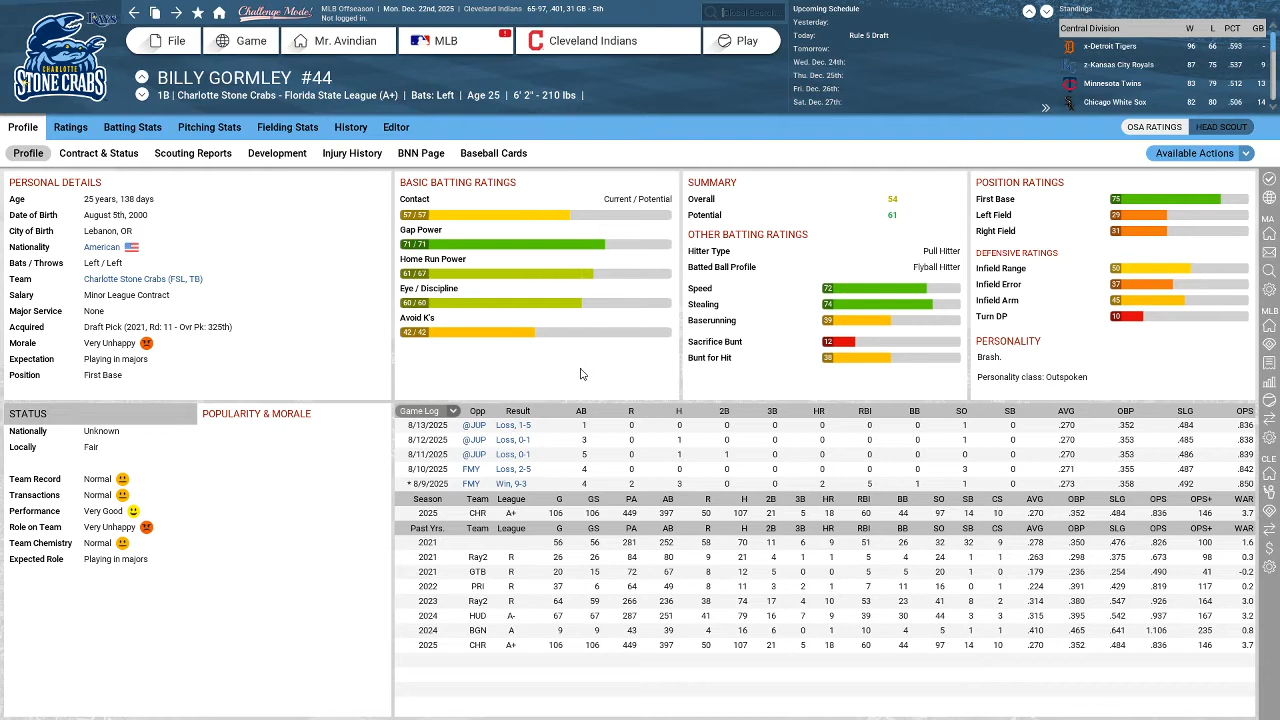 Challenge Mode!
MLB Offseason | Mon. Dec. 22nd, 2025 | Cleveland Indians 65-97, .401, 31 GB - 5th
Not logged in.
Global Search...
File
Game
Mr. Avindian
MLB
!
Cleveland Indians
Play
Upcoming Schedule
Yesterday:
Today: Rule 5 Draft
Tomorrow:
Wed. Dec. 24th:
Thu. Dec. 25th:
Fri. Dec. 26th:
Sat. Dec. 27th:
Standings
Central Division W L PCT GB
x-Detroit Tigers 96 66 .593 -
z-Kansas City Royals 87 75 .537 9
Minnesota Twins 83 79 .512 13
Chicago White Sox 82 80 .506 14
CHARLOTTE
STONE CRABS
BILLY GORMLEY #44
1B | Charlotte Stone Crabs - Florida State League (A+) | Bats: Left | Age 25 | 6' 2" - 210 lbs |
Profile Ratings Batting Stats Pitching Stats Fielding Stats History Editor
OSA RATINGS HEAD SCOUT
Profile Contract & Status Scouting Reports Development Injury History BNN Page Baseball Cards
Available Actions
PERSONAL DETAILS
Age 25 years, 138 days
Date of Birth August 5th, 2000
City of Birth Lebanon, OR
Nationality American
Bats / Throws Left / Left
Team Charlotte Stone Crabs (FSL, TB)
Salary Minor League Contract
Major Service None
Acquired Draft Pick (2021, Rd: 11 - Ovr Pk: 325th)
Morale Very Unhappy
Expectation Playing in majors
Position First Base
BASIC BATTING RATINGS
Contact Current / Potential
57 / 57
Gap Power
71 / 71
Home Run Power
61 / 67
Eye / Discipline
60 / 60
Avoid K's
42 / 42
SUMMARY
Overall 54
Potential 61
OTHER BATTING RATINGS
Hitter Type Pull Hitter
Batted Ball Profile Flyball Hitter
Speed 72
Stealing 74
Baserunning 39
Sacrifice Bunt 12
Bunt for Hit 38
POSITION RATINGS
First Base 75
Left Field 29
Right Field 31
DEFENSIVE RATINGS
Infield Range 50
Infield Error 37
Infield Arm 45
Turn DP 10
PERSONALITY
Brash.
Personality class: Outspoken
STATUS POPULARITY & MORALE
Nationally Unknown
Locally Fair
Team Record Normal
Transactions Normal
Performance Very Good
Role on Team Very Unhappy
Team Chemistry Normal
Expected Role Playing in majors
Game Log Opp Result AB R H 2B 3B HR RBI BB SO SB AVG OBP SLG OPS
8/13/2025 @JUP Loss, 1-5 1 0 0 0 0 0 0 0 1 0 .270 .352 .484 .836
8/12/2025 @JUP Loss, 0-1 3 0 1 0 0 0 0 0 1 0 .270 .353 .485 .838
8/11/2025 @JUP Loss, 0-1 5 0 1 1 0 0 0 0 0 0 .270 .353 .486 .839
8/10/2025 FMY Loss, 2-5 4 0 0 0 0 0 0 0 3 0 .271 .355 .487 .842
* 8/9/2025 FMY Win, 9-3 4 2 3 0 0 2 5 1 1 0 .273 .358 .492 .850
Season Team League G GS PA AB R H 2B 3B HR RBI BB SO SB CS AVG OBP SLG OPS OPS+ WAR
2025 CHR A+ 106 106 449 397 50 107 21 5 18 60 44 97 14 10 .270 .352 .484 .836 146 3.7
Past Yrs. Team League G GS PA AB R H 2B 3B HR RBI BB SO SB CS AVG OBP SLG OPS OPS+ WAR
2021 56 56 281 252 58 70 11 6 9 53 26 32 32 9 .278 .350 .476 .826 100 1.6
2021 Ray2 R 26 26 84 80 9 21 4 1 1 5 4 24 1 0 .263 .298 .375 .673 98 0.3
2021 GTB R 20 15 72 67 8 12 5 0 0 5 5 20 1 0 .179 .236 .254 .490 41 -0.2
2022 PRI R 37 6 64 49 8 11 3 2 1 7 11 16 0 1 .224 .391 .429 .819 117 0.2
2023 Ray2 R 64 59 266 236 38 74 17 4 10 53 23 41 8 2 .314 .380 .547 .926 164 3.0
2024 HUD A- 67 67 287 251 41 79 16 7 9 39 30 44 3 3 .315 .395 .542 .937 167 3.2
2024 BGN A 9 9 43 39 4 16 6 0 1 10 4 5 1 1 .410 .465 .641 1.106 235 0.8
2025 CHR A+ 106 106 449 397 50 107 21 5 18 60 44 97 14 10 .270 .352 .484 .836 146 3.7
MA
MLB
CLE